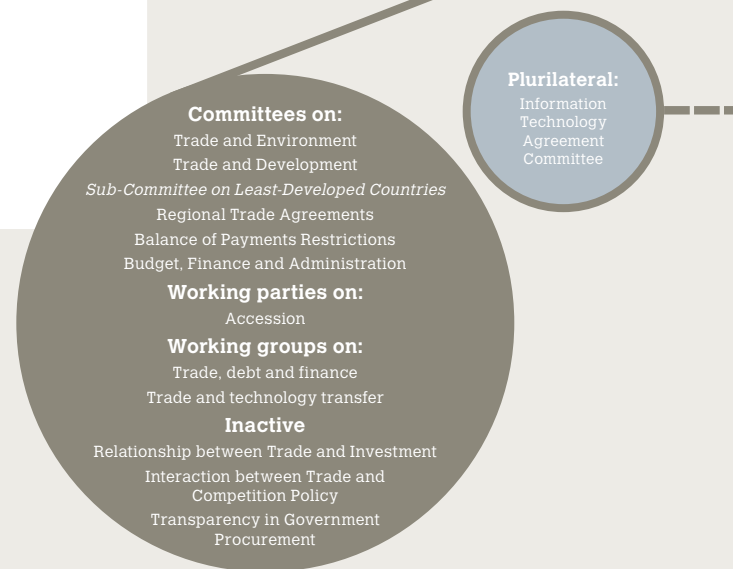 Committees on:
Trade and Environment
Trade and Development
Sub-Committee on Least-Developed Countries
Regional Trade Agreements
Balance of Payments Restrictions
Budget, Finance and Administration
Working parties on:
Accession
Working groups on:
Trade, debt and finance
Trade and technology transfer
Inactive
Relationship between Trade and Investment
Interaction between Trade and
Competition Policy
Transparency in Government
Procurement
Plurilateral:
Information
Technology
Agreement
Committee